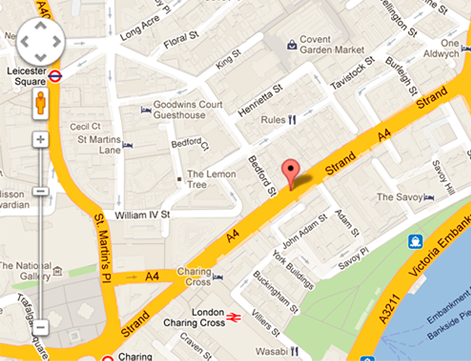 Long Acre
Floral St
King St
Covent
Garden Market
Wellington St
One
Aldwych
Leicester
Square
Tavistock St
Burleigh St
Henrietta St
Strand
Goodwins Court
Guesthouse
Rules
A4
Cecil Ct
St Martins
Lane
Bedford Ct
Bedford St
Strand
The Lemon
Tree
Savoy Hill
The Savoy
William IV St
Adam St
St. Martin's Pl
A4
John Adam St
Savoy Pl
Victoria Embank
The National
Gallery
A4
Charing
Cross
York Buildings
Buckingham St
A3211
Trafalgar Square
Strand
London
Charing Cross
Villiers St
Embankment
Bankside Pie
Craven St
Wasabi
Charing